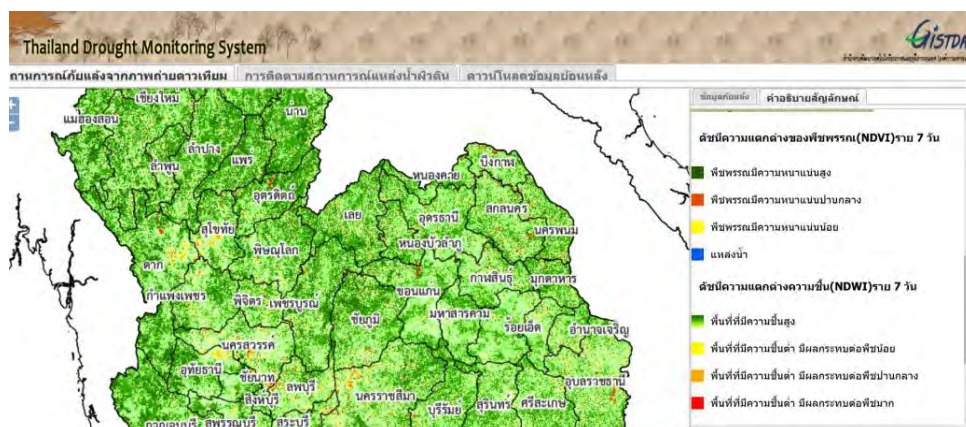 Thailand Drought Monitoring System
GISTDA
ถานการณ์ภัยแล้งจากภาพถ่ายดาวเทียม
การติดตามสถานการณ์แหล่งน้ำผิวดิน
ดาวน์โหลดข้อมูลย้อนหลัง
ข้อมูลภัยแล้ง
คำอธิบายสัญลักษณ์
ดัชนีความแตกต่างของพืชพรรณ(NDVI)ราย 7 วัน
พืชพรรณมีความหนาแน่นสูง
พืชพรรณมีความหนาแน่นปานกลาง
พืชพรรณมีความหนาแน่นน้อย
แหล่งน้ำ
ดัชนีความแตกต่างความชื้น(NDWI)ราย 7 วัน
พื้นที่ที่มีความชื้นสูง
พื้นที่ที่มีความชื้นต่ำ มีผลกระทบต่อพืชน้อย
พื้นที่ที่มีความชื้นต่ำ มีผลกระทบต่อพืชปานกลาง
พื้นที่ที่มีความชื้นต่ำ มีผลกระทบต่อพืชมาก
เชียงใหม่
แม่ฮ่องสอน
น่าน
ลำปาง
แพร่
ลำพูน
อุตรดิตถ์
บึงกาฬ
หนองคาย
เลย
อุดรธานี
สกลนคร
นครพนม
สุโขทัย
หนองบัวลำภู
พิษณุโลก
ตาก
กาฬสินธุ์
มุกดาหาร
ขอนแก่น
กำแพงเพชร
พิจิตร
เพชรบูรณ์
ชัยภูมิ
มหาสารคาม
ร้อยเอ็ด
อำนาจเจริญ
นครสวรรค์
อุทัยธานี
ชัยนาท
ลพบุรี
สิงห์บุรี
นครราชสีมา
บุรีรัมย์
สุรินทร์
ศรีสะเกษ
อุบลราชธานี
กาญจนบุรี
สุพรรณบุรี
สระบุรี